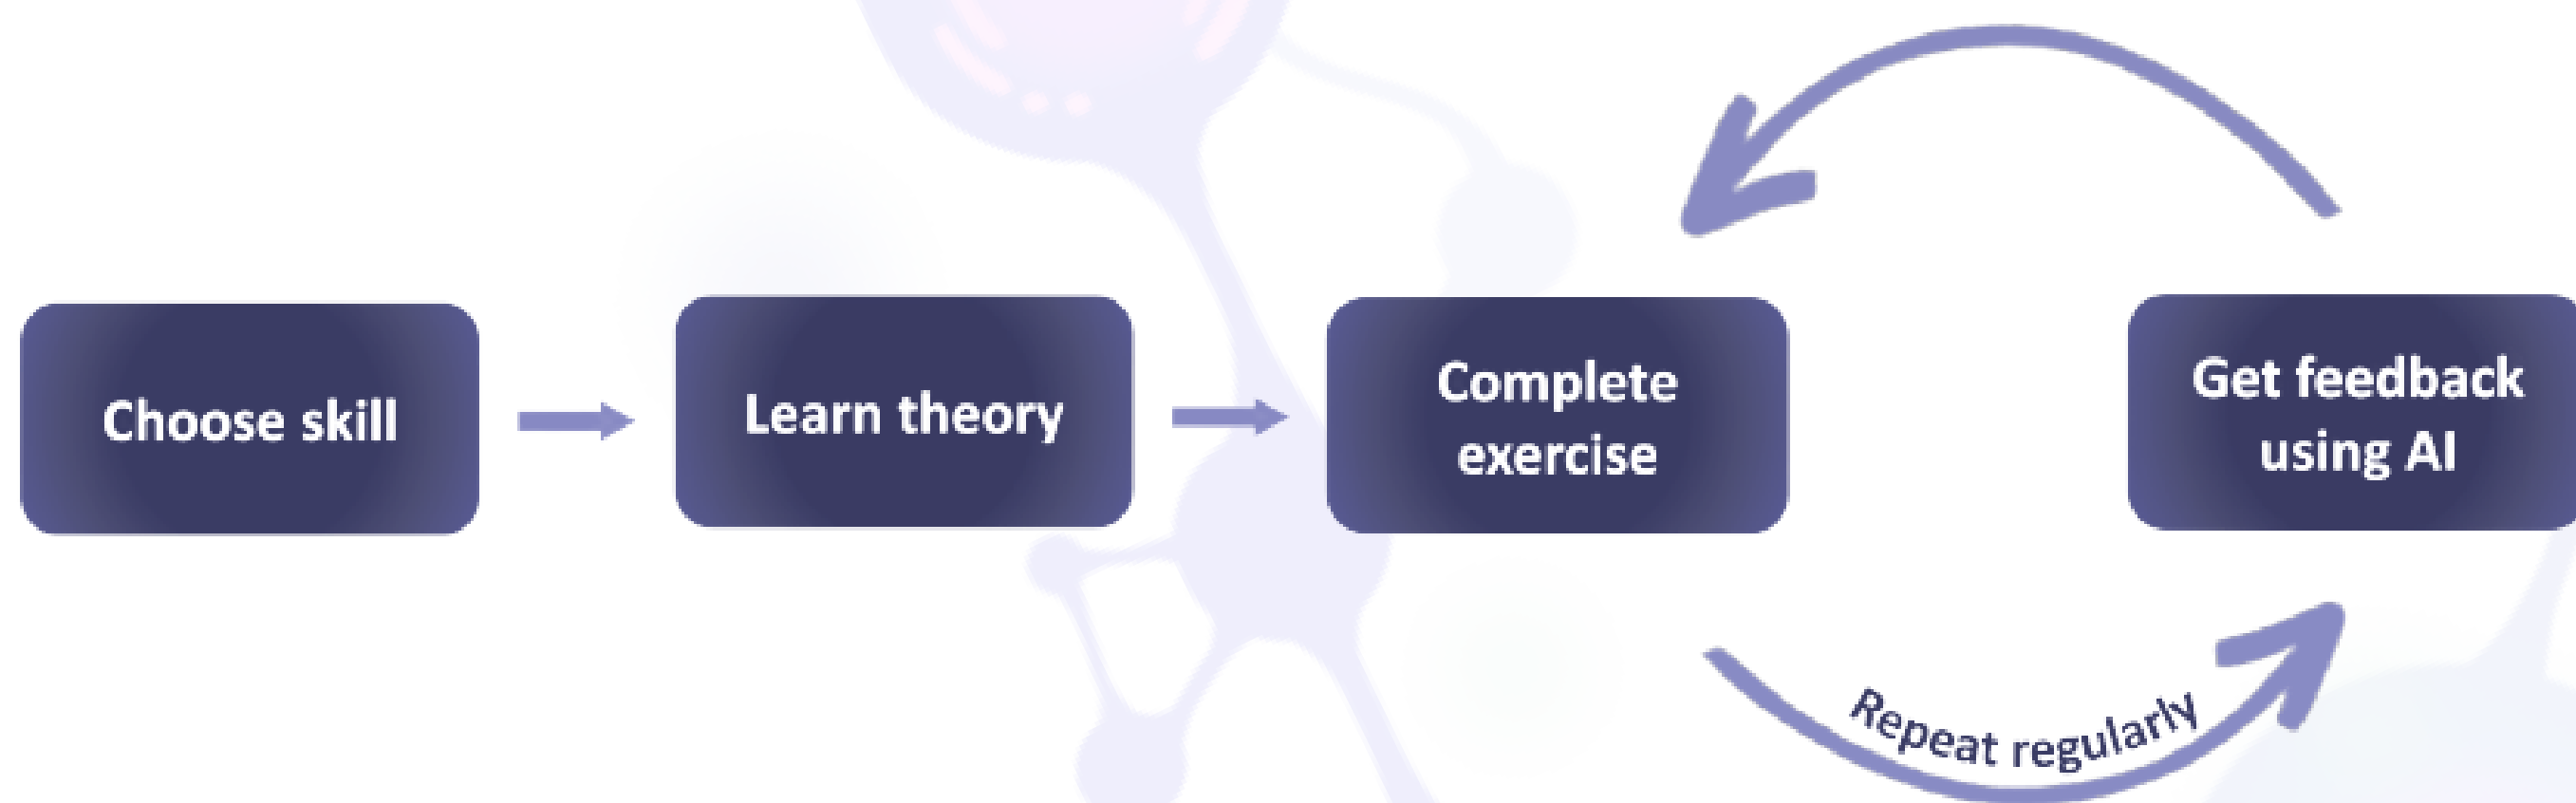 Choose skill
Learn theory
Complete
exercise
Get feedback
using AI
Repeat regularly